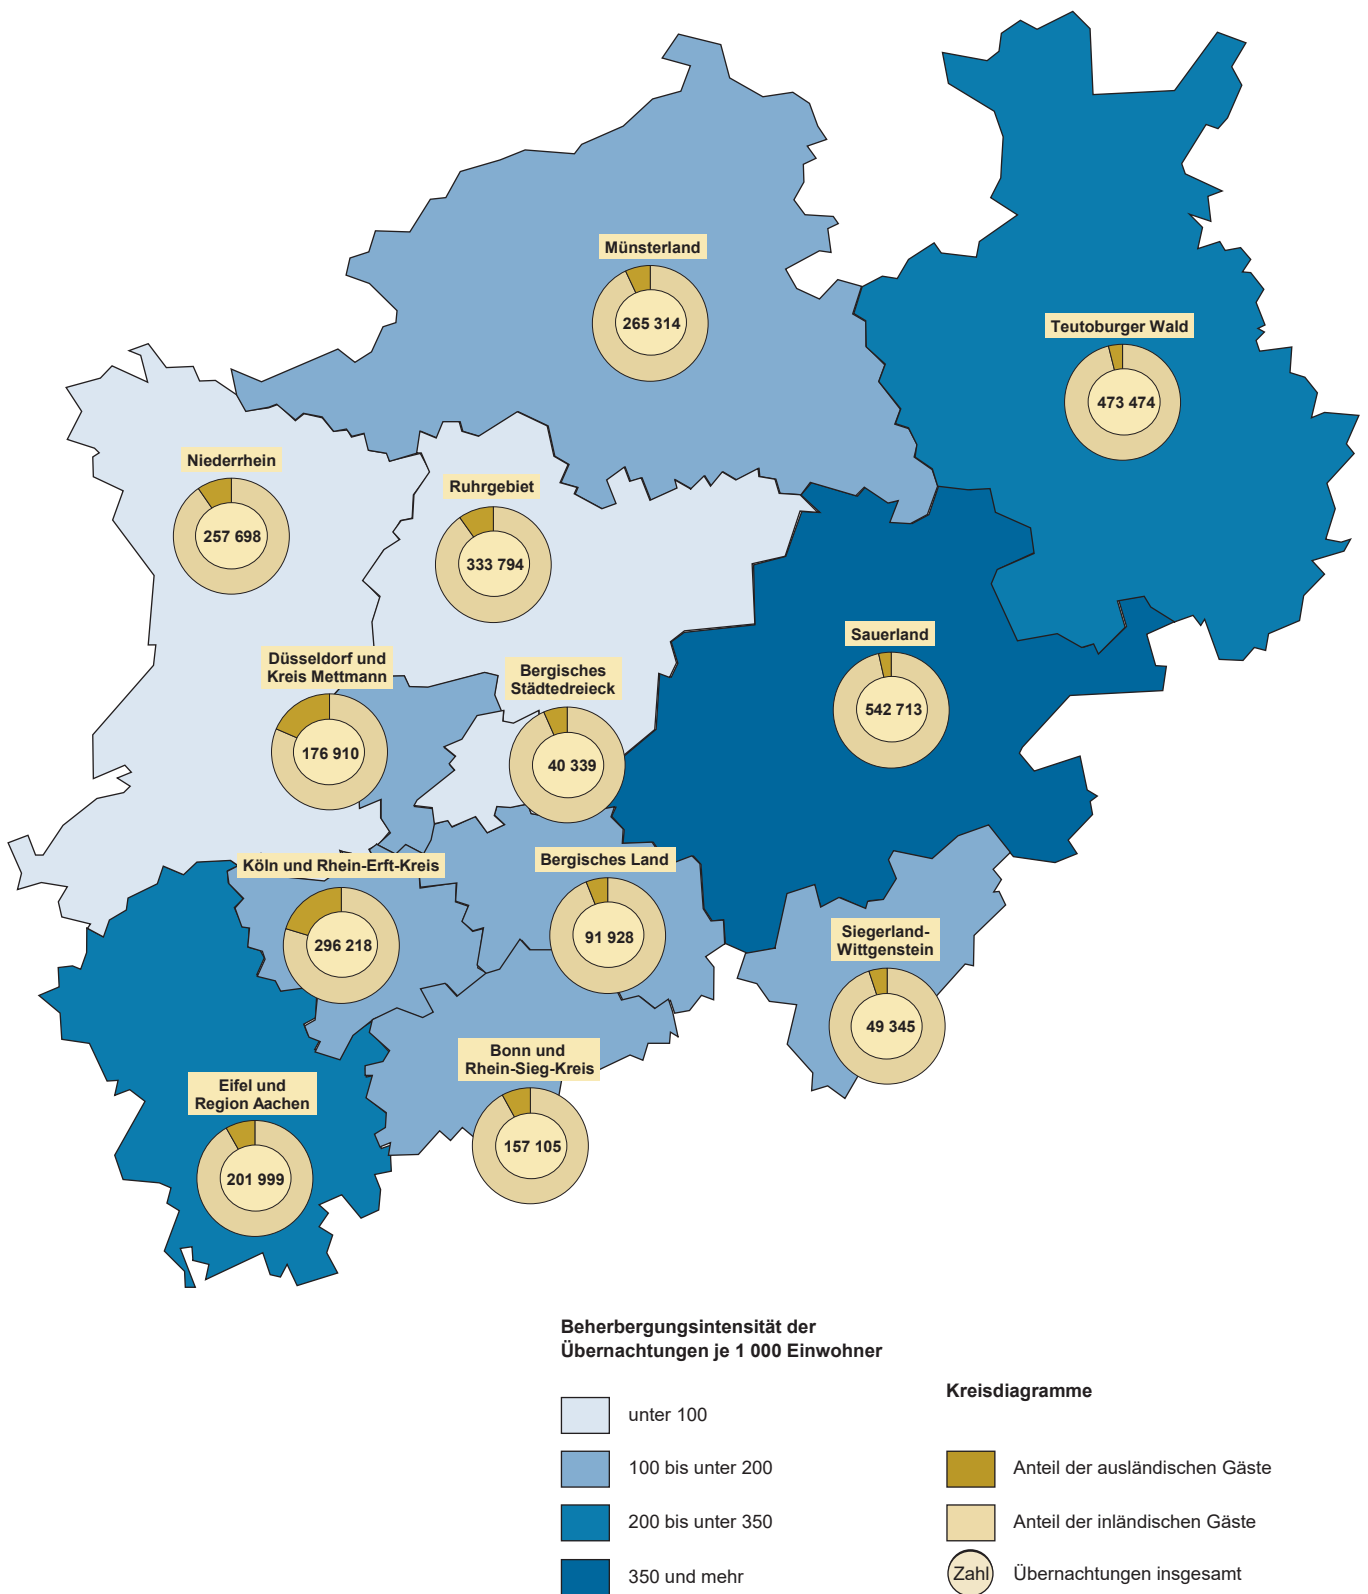 Münsterland
265 314
Teutoburger Wald
473 474
Niederrhein
257 698
Ruhrgebiet
333 794
Sauerland
542 713
Düsseldorf und
Kreis Mettmann
176 910
Bergisches
Städtedreieck
40 339
Köln und Rhein-Erft-Kreis
296 218
Bergisches Land
91 928
Siegerland-
Wittgenstein
49 345
Bonn und
Rhein-Sieg-Kreis
157 105
Eifel und
Region Aachen
201 999
Beherbergungsintensität der
Übernachtungen je 1 000 Einwohner
unter 100
100 bis unter 200
200 bis unter 350
350 und mehr
Kreisdiagramme
Anteil der ausländischen Gäste
Anteil der inländischen Gäste
Zahl Übernachtungen insgesamt